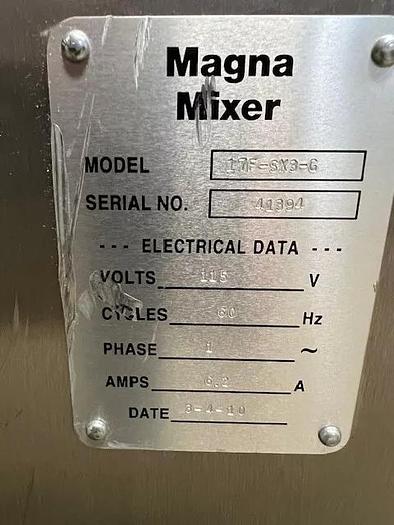 Magna
Mixer
MODEL 17F-SX3-G
SERIAL NO. 41394
--- ELECTRICAL DATA ---
VOLTS 115 V
CYCLES 60 Hz
PHASE 1 ~
AMPS 6.2 A
DATE 3-4-10